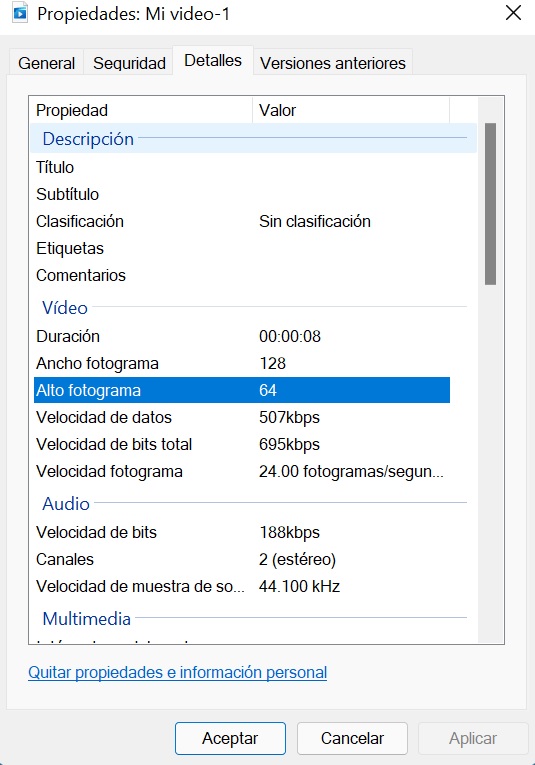 Propiedades: Mi video-1
General Seguridad Detalles Versiones anteriores
Propiedad Valor
Descripción
Título
Subtítulo
Clasificación Sin clasificación
Etiquetas
Comentarios
Vídeo
Duración 00:00:08
Ancho fotograma 128
Alto fotograma 64
Velocidad de datos 507kbps
Velocidad de bits total 695kbps
Velocidad fotograma 24.00 fotogramas/segun...
Audio
Velocidad de bits 188kbps
Canales 2 (estéreo)
Velocidad de muestra de so... 44.100 kHz
Multimedia
Quitar propiedades e información personal
Aceptar Cancelar Aplicar